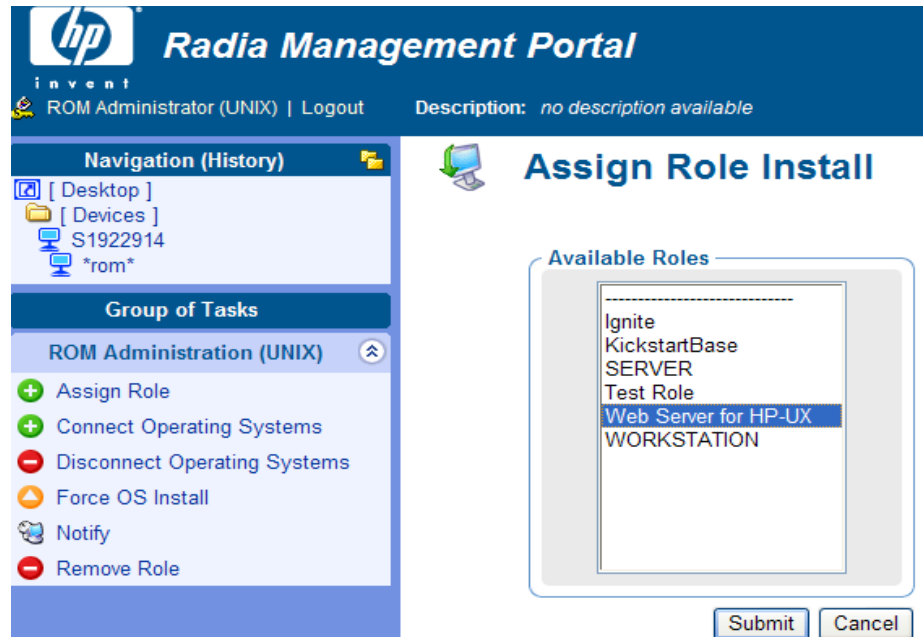 hp
invent
Radia Management Portal
ROM Administrator (UNIX) | Logout
Description: no description available
Navigation (History)
[ Desktop ]
[ Devices ]
S1922914
*rom*
Group of Tasks
ROM Administration (UNIX)
Assign Role
Connect Operating Systems
Disconnect Operating Systems
Force OS Install
Notify
Remove Role
Assign Role Install
Available Roles
-----------------------------
Ignite
KickstartBase
SERVER
Test Role
Web Server for HP-UX
WORKSTATION
Submit
Cancel